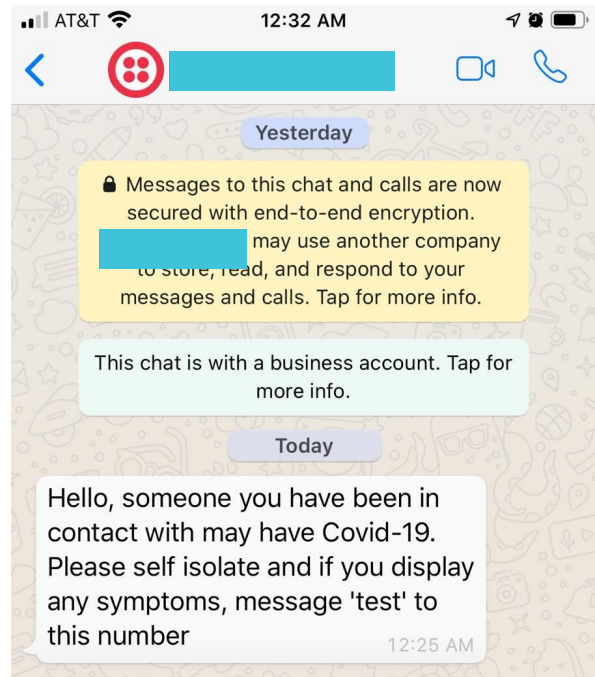 AT&T 12:32 AM
Yesterday
Messages to this chat and calls are now
secured with end-to-end encryption.
may use another company
to store, read, and respond to your
messages and calls. Tap for more info.
This chat is with a business account. Tap for
more info.
Today
Hello, someone you have been in
contact with may have Covid-19.
Please self isolate and if you display
any symptoms, message 'test' to
this number
12:25 AM